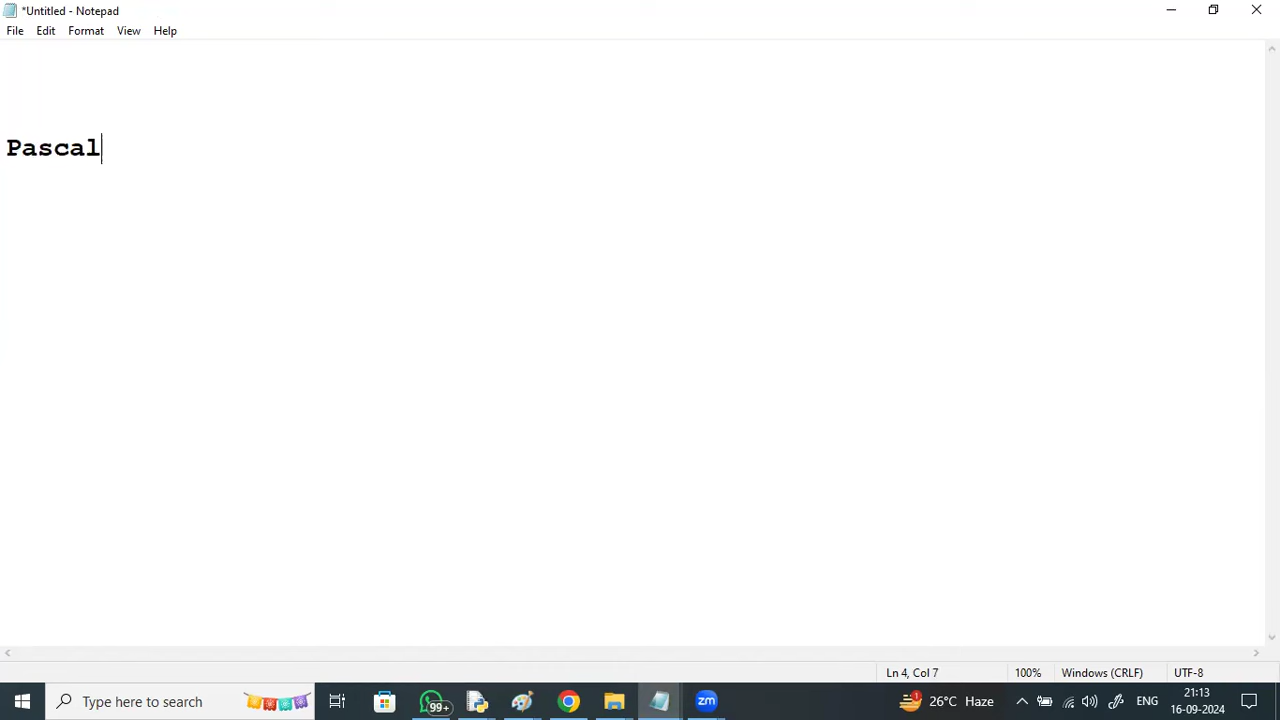 *Untitled - Notepad
File Edit Format View Help
Pascal
Ln 4, Col 7 100% Windows (CRLF) UTF-8
Type here to search 99+ zm 1 26°C Haze ENG 21:13
16-09-2024